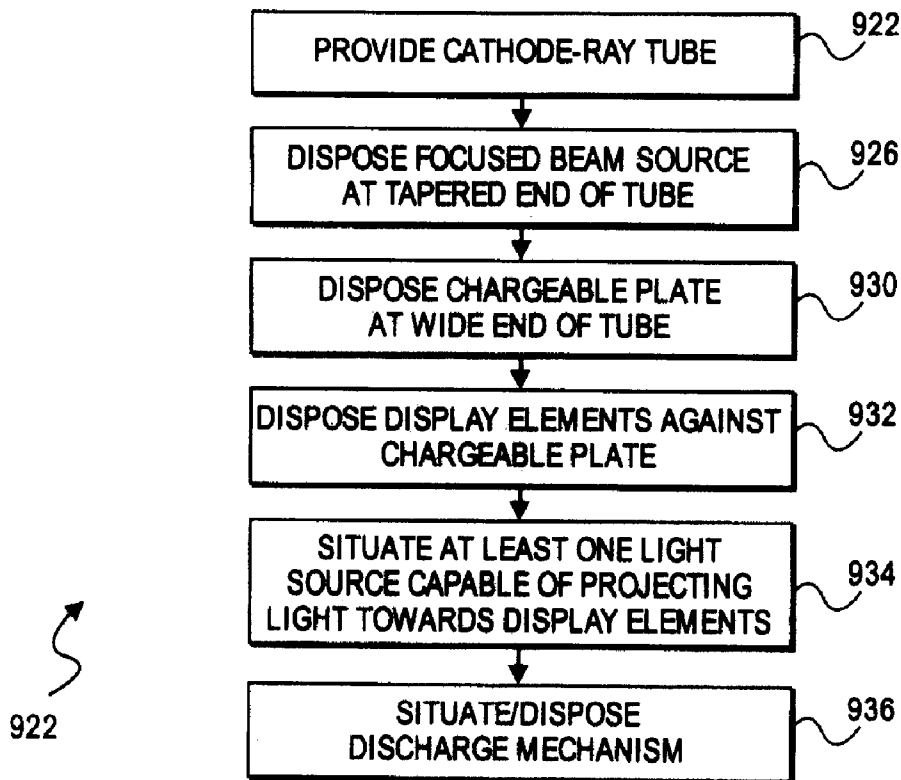 PROVIDE CATHODE-RAY TUBE
922
DISPOSE FOCUSED BEAM SOURCE
AT TAPERED END OF TUBE
926
DISPOSE CHARGEABLE PLATE
AT WIDE END OF TUBE
930
DISPOSE DISPLAY ELEMENTS AGAINST
CHARGEABLE PLATE
932
SITUATE AT LEAST ONE LIGHT
SOURCE CAPABLE OF PROJECTING
LIGHT TOWARDS DISPLAY ELEMENTS
934
SITUATE/DISPOSE
DISCHARGE MECHANISM
936
922